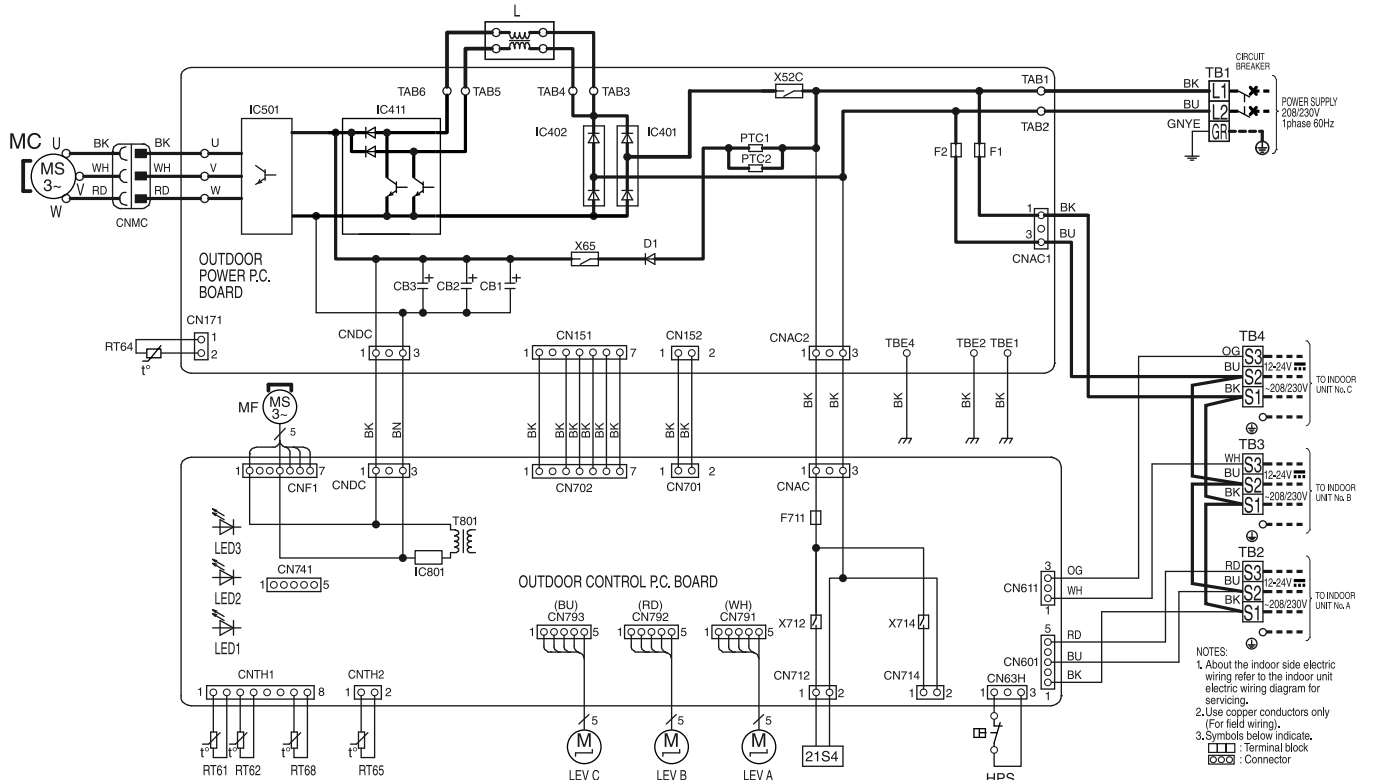 L
X52C
TAB1
TB1
CIRCUIT
BREAKER
TAB6
TAB5
TAB4
TAB3
BK
L1
BU
L2
GNYE
GR
POWER SUPPLY
208/230V
1phase 60Hz
IC501
IC411
IC402
IC401
TAB2
MC
U
BK
BK
U
MS
3~
WH
WH
V
V
RD
RD
W
W
CNMC
PTC1
PTC2
F2
F1
1
BK
3
BU
CNAC1
OUTDOOR
POWER P.C.
BOARD
X65
D1
CB3
+
CB2
+
CB1
+
CN171
1
2
RT64
t°
CNDC
1
3
CN151
1
7
CN152
1
2
CNAC2
1
3
TBE4
TBE2
TBE1
TB4
OG
S3
12-24V
BU
S2
BK
S1
~208/230V
TO INDOOR
UNIT No. C
MF
MS
3~
5
BK
BN
BK
BK
BK
BK
BK
BK
BK
BK
BK
BK
BK
BK
BK
BK
TB3
WH
S3
12-24V
BU
S2
BK
S1
~208/230V
TO INDOOR
UNIT No. B
1
7
CNF1
1
3
CNDC
1
7
CN702
1
2
CN701
1
3
CNAC
F711
LED3
T801
IC801
CN741
1
5
LED2
LED1
OUTDOOR CONTROL P.C. BOARD
TB2
RD
S3
12-24V
BU
S2
BK
S1
~208/230V
TO INDOOR
UNIT No. A
3
OG
CN611
WH
1
(BU)
CN793
1
5
(RD)
CN792
1
5
(WH)
CN791
1
5
X712
X714
5
RD
CN601
BU
BK
1
CNTH1
1
8
CNTH2
1
2
CN712
1
2
CN714
1
2
CN63H
1
3
t°
RT61
t°
RT62
t°
RT68
t°
RT65
5
M
LEV C
5
M
LEV B
5
M
LEV A
21S4
HPS
NOTES:
1. About the indoor side electric
wiring refer to the indoor unit
electric wiring diagram for
servicing.
2. Use copper conductors only
(For field wiring).
3. Symbols below indicate.
: Terminal block
: Connector